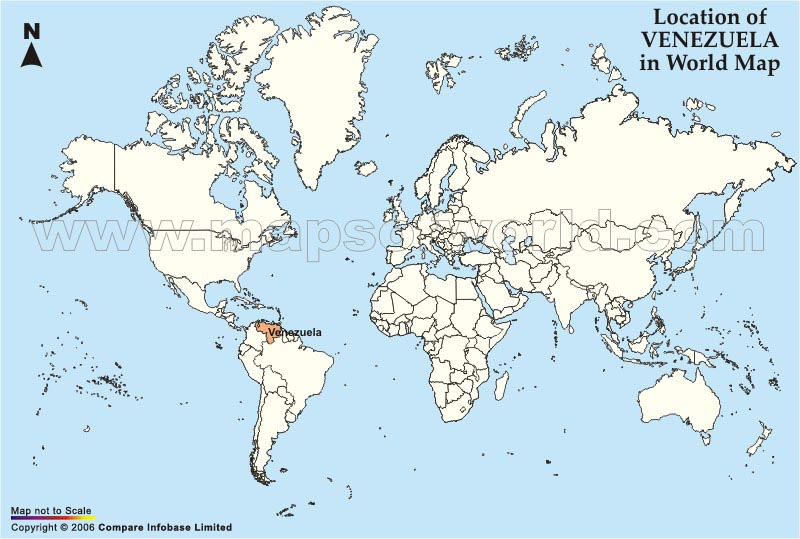 N
Location of
VENEZUELA
in World Map
www.mapsofworld.com
Venezuela
Map not to Scale
Copyright © 2006 Compare Infobase Limited